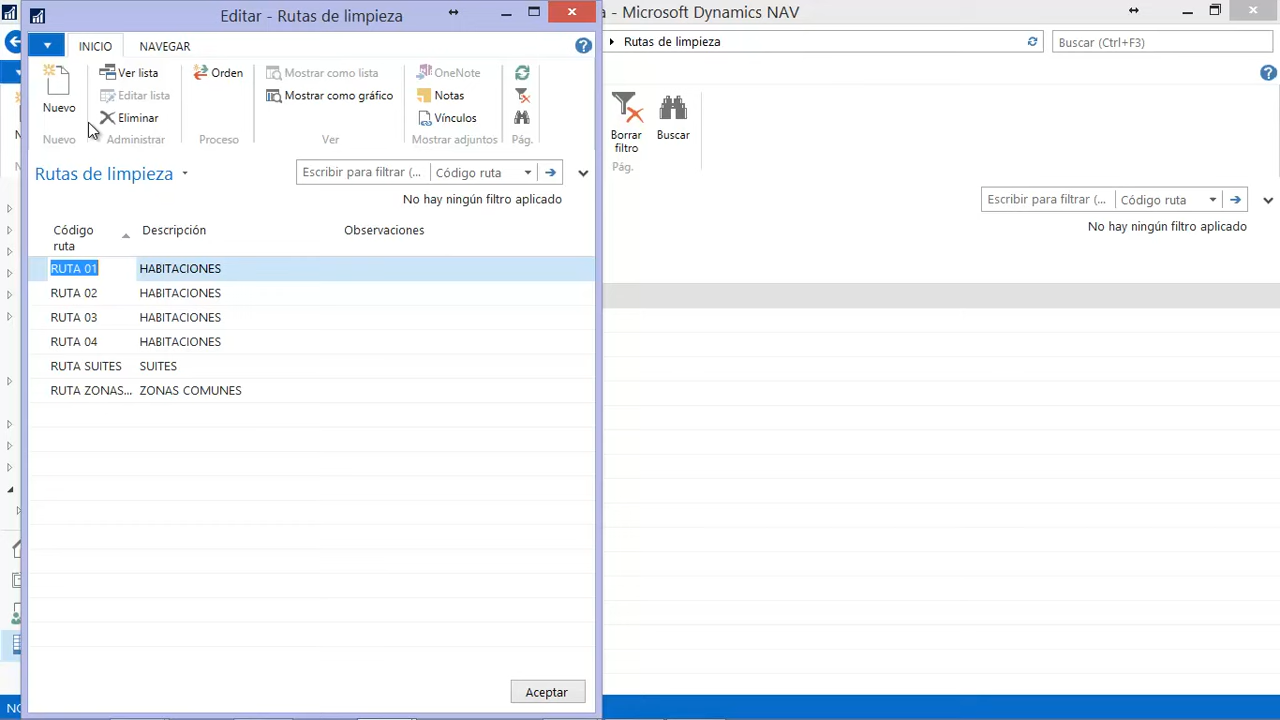 Editar - Rutas de limpieza
a - Microsoft Dynamics NAV
INICIO
NAVEGAR
Rutas de limpieza
Buscar (Ctrl+F3)
Nuevo
Ver lista
Editar lista
Eliminar
Orden
Mostrar como lista
Mostrar como gráfico
OneNote
Notas
Vínculos
Borrar
filtro
Buscar
Nuevo
Administrar
Proceso
Ver
Mostrar adjuntos
Pág.
Pág.
Rutas de limpieza
Escribir para filtrar (...
Código ruta
No hay ningún filtro aplicado
Escribir para filtrar (...
Código ruta
No hay ningún filtro aplicado
Código
ruta
Descripción
Observaciones
RUTA 01 HABITACIONES
RUTA 02 HABITACIONES
RUTA 03 HABITACIONES
RUTA 04 HABITACIONES
RUTA SUITES SUITES
RUTA ZONAS... ZONAS COMUNES
Aceptar